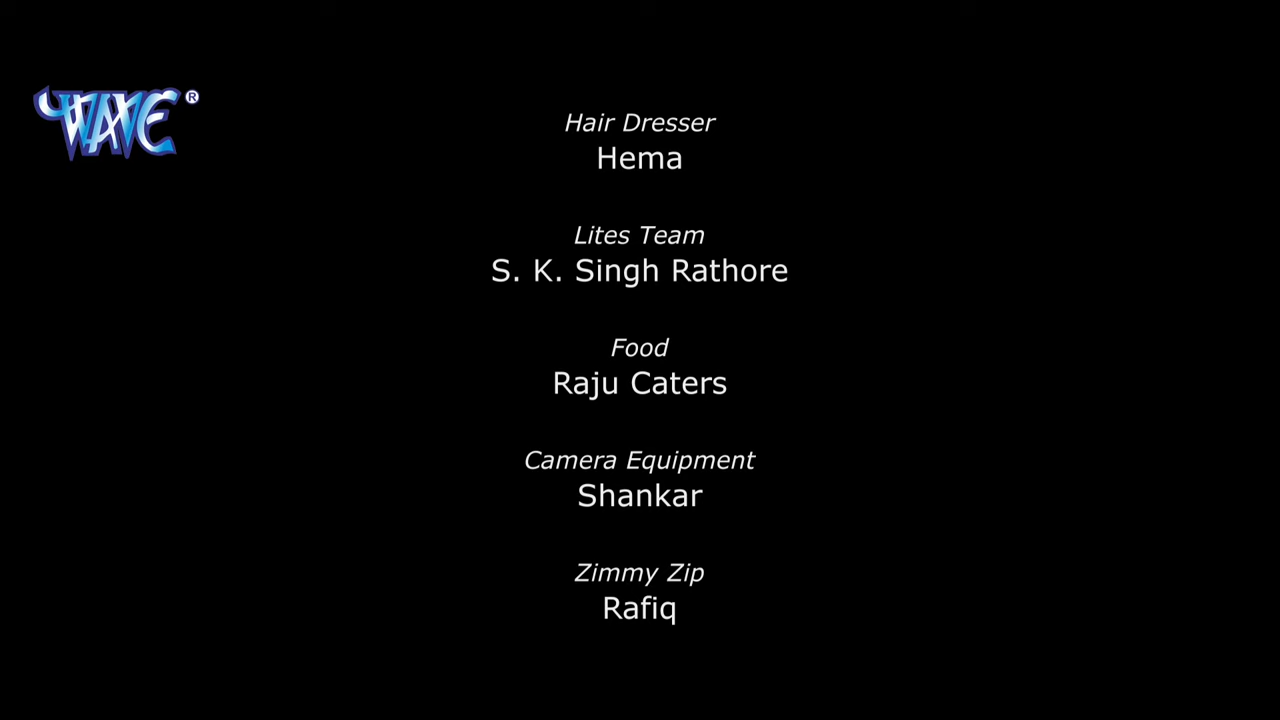 WAVE ®
Hair Dresser
Hema
Lites Team
S. K. Singh Rathore
Food
Raju Caters
Camera Equipment
Shankar
Zimmy Zip
Rafiq